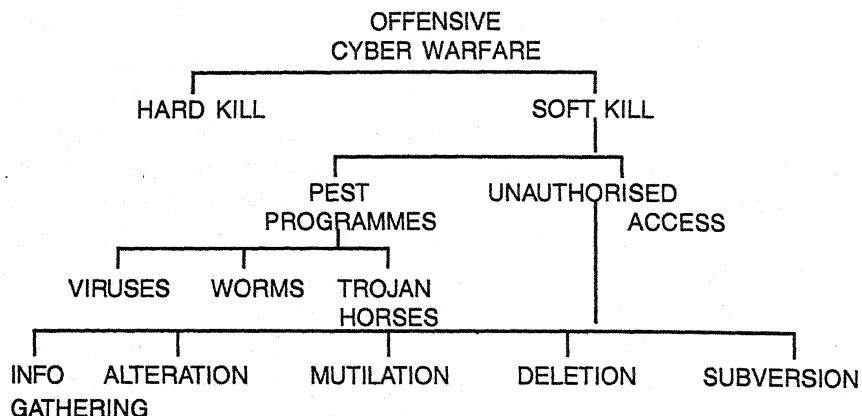 OFFENSIVE
CYBER WARFARE
HARD KILL SOFT KILL
PEST UNAUTHORISED
PROGRAMMES ACCESS
VIRUSES WORMS TROJAN
HORSES
INFO ALTERATION MUTILATION DELETION SUBVERSION
GATHERING